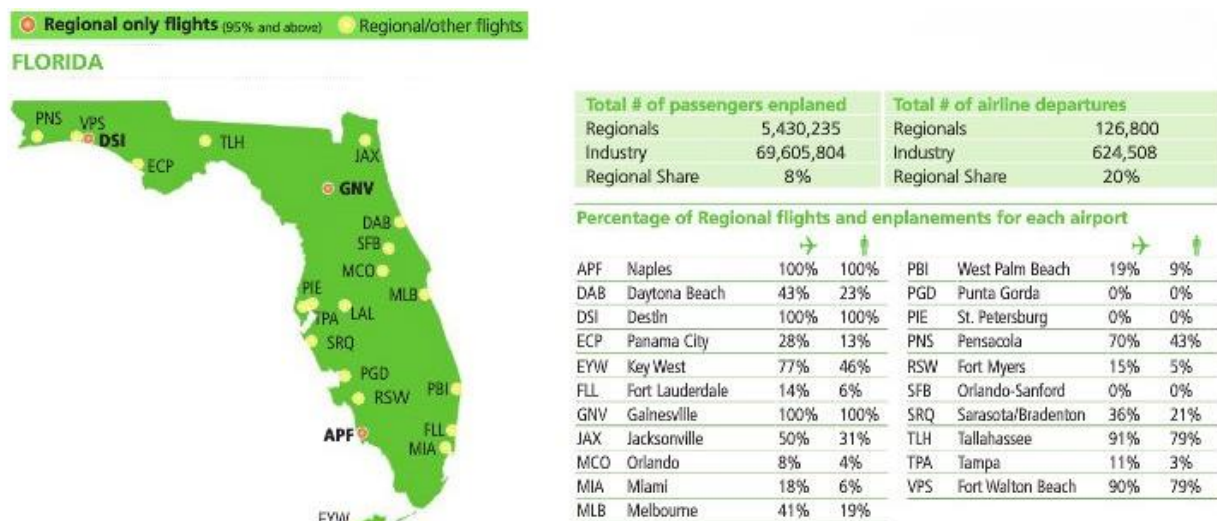 Regional only flights (95% and above) Regional/other flights
FLORIDA
PNS
VPS
DSI
ECP
TLH
JAX
GNV
DAB
SFB
MCO
MLB
PIE
TPA
LAL
SRQ
PGD
RSW
PBI
APF
FLL
MIA
EYW
Total # of passengers enplaned
Regionals 5,430,235
Industry 69,605,804
Regional Share 8%
Total # of airline departures
Regionals 126,800
Industry 624,508
Regional Share 20%
Percentage of Regional flights and enplanements for each airport
APF Naples 100% 100%
DAB Daytona Beach 43% 23%
DSI Destin 100% 100%
ECP Panama City 28% 13%
EYW Key West 77% 46%
FLL Fort Lauderdale 14% 6%
GNV Gainesville 100% 100%
JAX Jacksonville 50% 31%
MCO Orlando 8% 4%
MIA Miami 18% 6%
MLB Melbourne 41% 19%
PBI West Palm Beach 19% 9%
PGD Punta Gorda 0% 0%
PIE St. Petersburg 0% 0%
PNS Pensacola 70% 43%
RSW Fort Myers 15% 5%
SFB Orlando-Sanford 0% 0%
SRQ Sarasota/Bradenton 36% 21%
TLH Tallahassee 91% 79%
TPA Tampa 11% 3%
VPS Fort Walton Beach 90% 79%